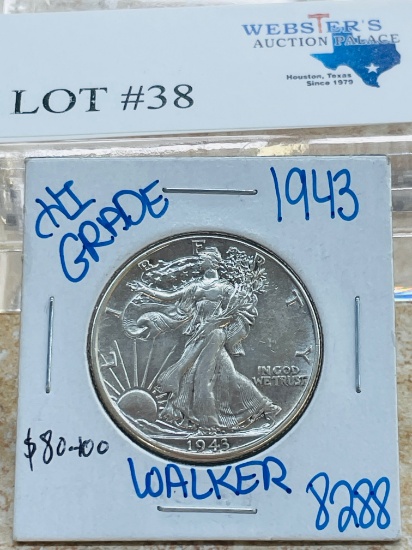 WEBSTER'S
AUCTION PALACE
Houston, Texas
Since 1979
LOT #38
HI
GRADE
1943
LIBERTY
IN GOD
WE TRUST
1943
$80-100
WALKER
8288